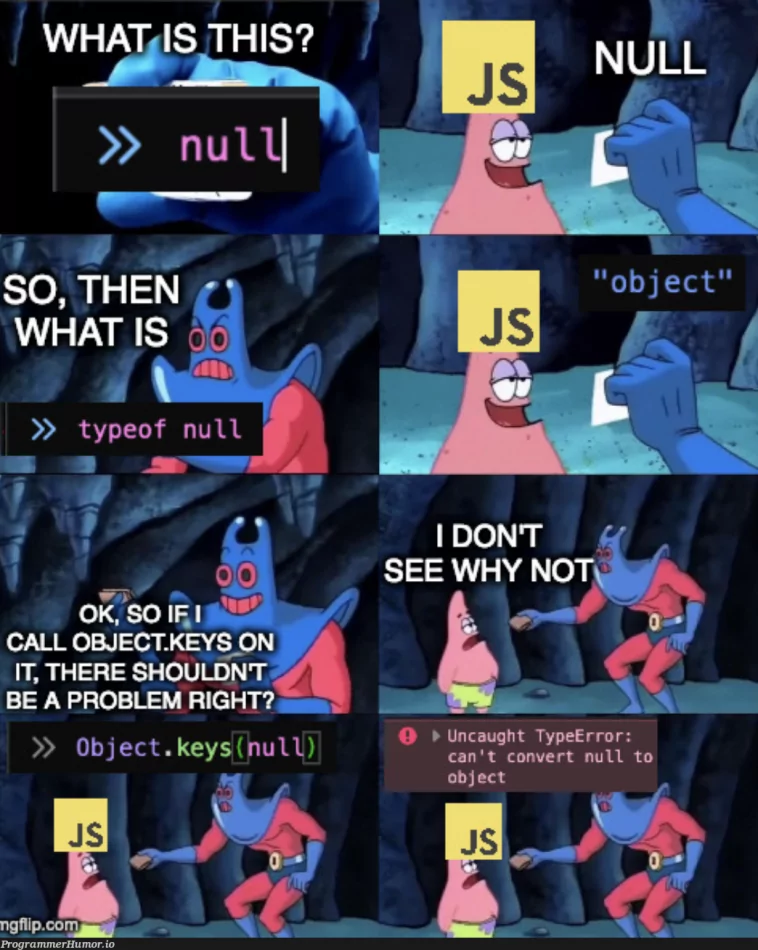 WHAT IS THIS?
>> null
JS
NULL
SO, THEN
WHAT IS
>> typeof null
JS
"object"
OK, SO IF I
CALL OBJECT.KEYS ON
IT, THERE SHOULDN'T
BE A PROBLEM RIGHT?
I DON'T
SEE WHY NOT
>> Object.keys(null)
JS
Uncaught TypeError:
can't convert null to
object
JS
mgflip.com
ProgrammerHumor.io